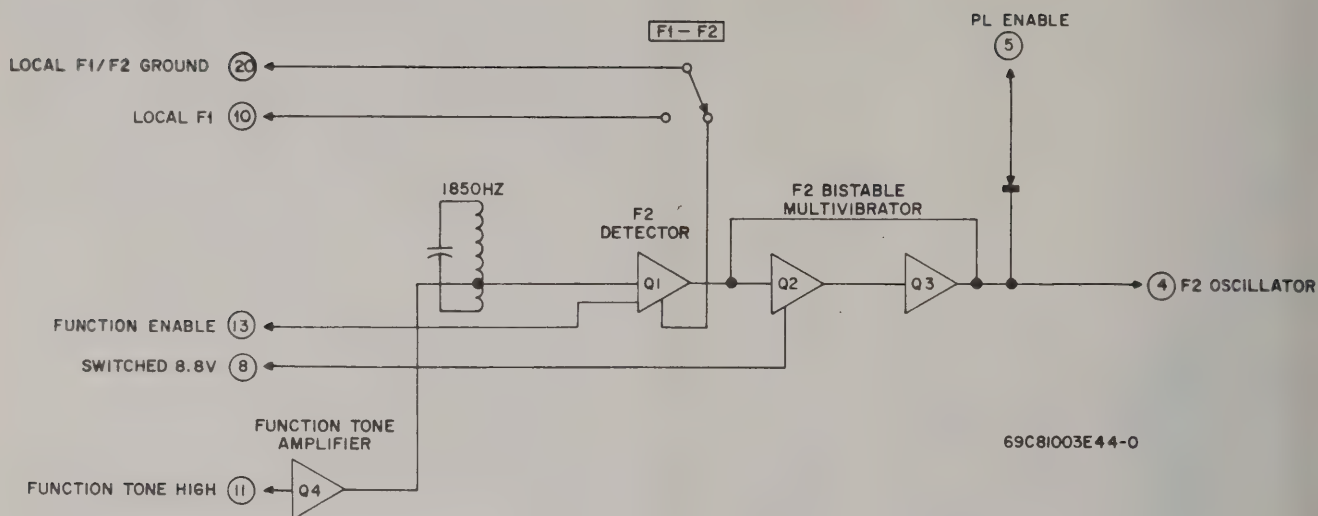 F1 - F2
PL ENABLE
5
LOCAL F1/F2 GROUND 20
LOCAL F1 10
1850HZ
F2
DETECTOR
F2 BISTABLE
MULTIVIBRATOR
Q1
Q2
Q3
4 F2 OSCILLATOR
FUNCTION ENABLE 13
SWITCHED 8.8V 8
FUNCTION TONE
AMPLIFIER
69C81003E44-0
FUNCTION TONE HIGH 11
Q4